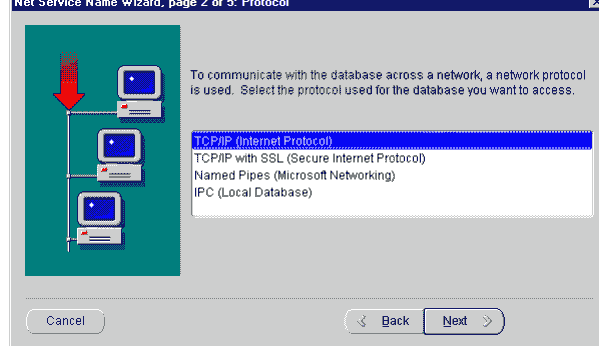 Net Service Name Wizard, page 2 of 5: Protocol
To communicate with the database across a network, a network protocol
is used. Select the protocol used for the database you want to access.
TCP/IP (Internet Protocol)
TCP/IP with SSL (Secure Internet Protocol)
Named Pipes (Microsoft Networking)
IPC (Local Database)
Cancel
Back
Next